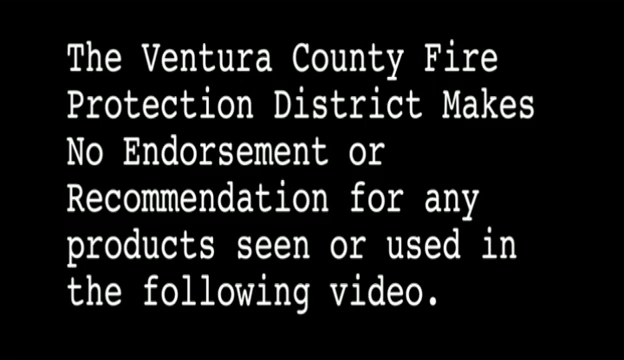 The Ventura County Fire
Protection District Makes
No Endorsement or
Recommendation for any
products seen or used in
the following video.